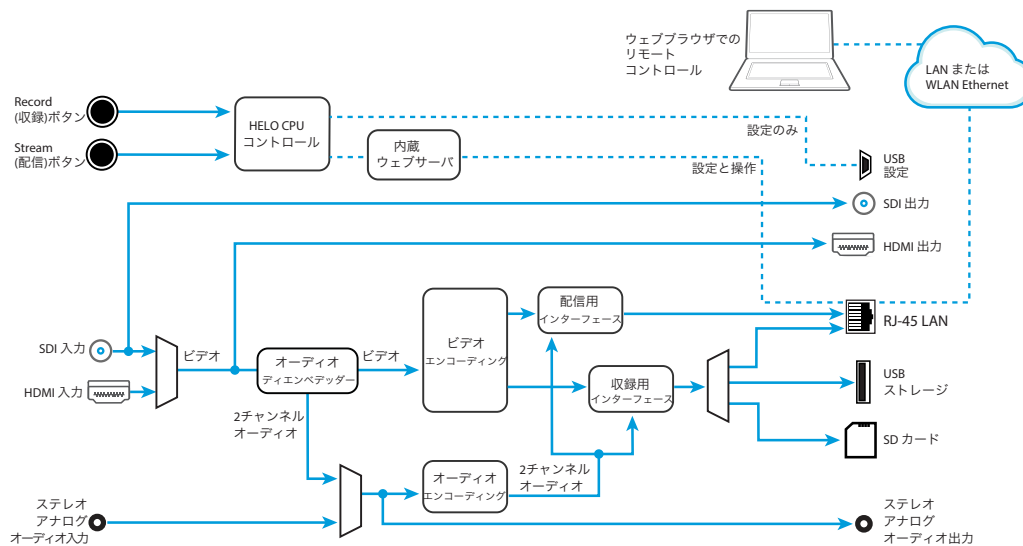 ウェブブラウザでの
リモート
コントロール
LAN または
WLAN Ethernet
Record
(収録)ボタン
Stream
(配信)ボタン
HELO CPU
コントロール
内蔵
ウェブサーバ
設定のみ
設定と操作
USB
設定
SDI 出力
HDMI 出力
配信用
インターフェース
RJ-45 LAN
SDI 入力
HDMI 入力
ビデオ
オーディオ
ディエンベデッダー
ビデオ
ビデオ
エンコーディング
収録用
インターフェース
USB
ストレージ
2チャンネル
オーディオ
SD カード
オーディオ
エンコーディング
2チャンネル
オーディオ
ステレオ
アナログ
オーディオ入力
ステレオ
アナログ
オーディオ出力